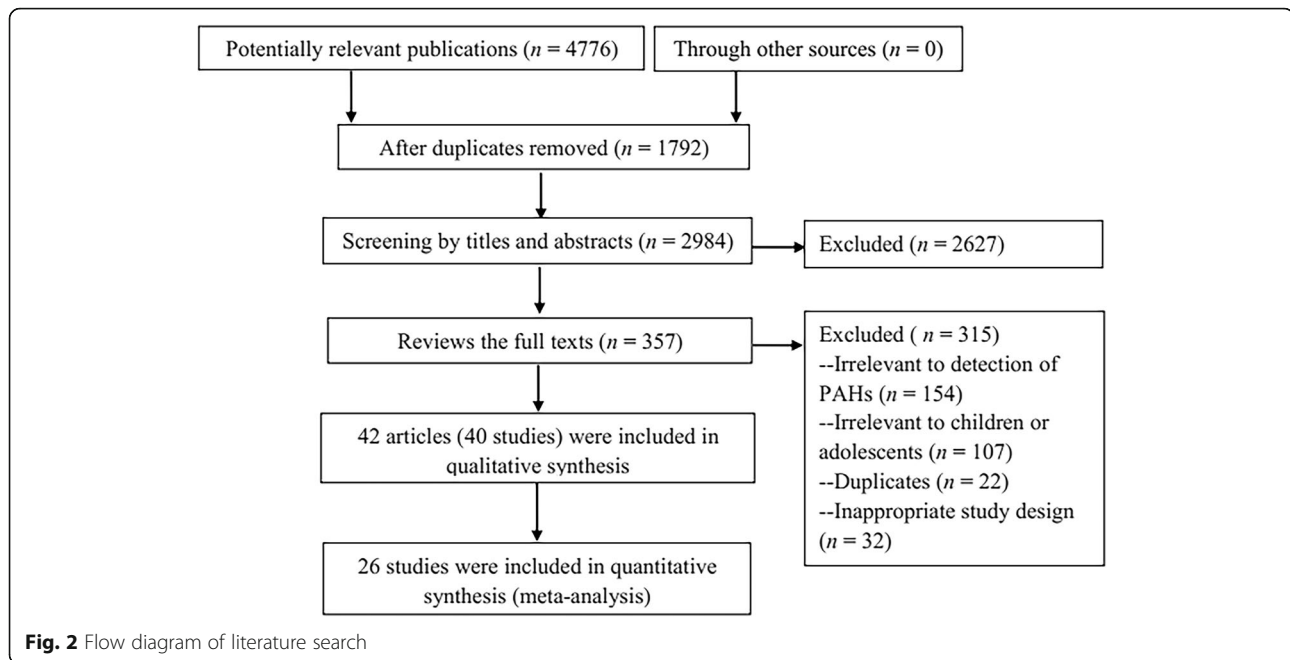 Potentially relevant publications (n = 4776)
Through other sources (n = 0)
After duplicates removed (n = 1792)
Screening by titles and abstracts (n = 2984)
Excluded (n = 2627)
Reviews the full texts (n = 357)
Excluded ( n = 315)
--Irrelevant to detection of
PAHs (n = 154)
--Irrelevant to children or
adolescents (n = 107)
--Duplicates (n = 22)
--Inappropriate study design
(n = 32)
42 articles (40 studies) were included in
qualitative synthesis
26 studies were included in quantitative
synthesis (meta-analysis)
Fig. 2 Flow diagram of literature search